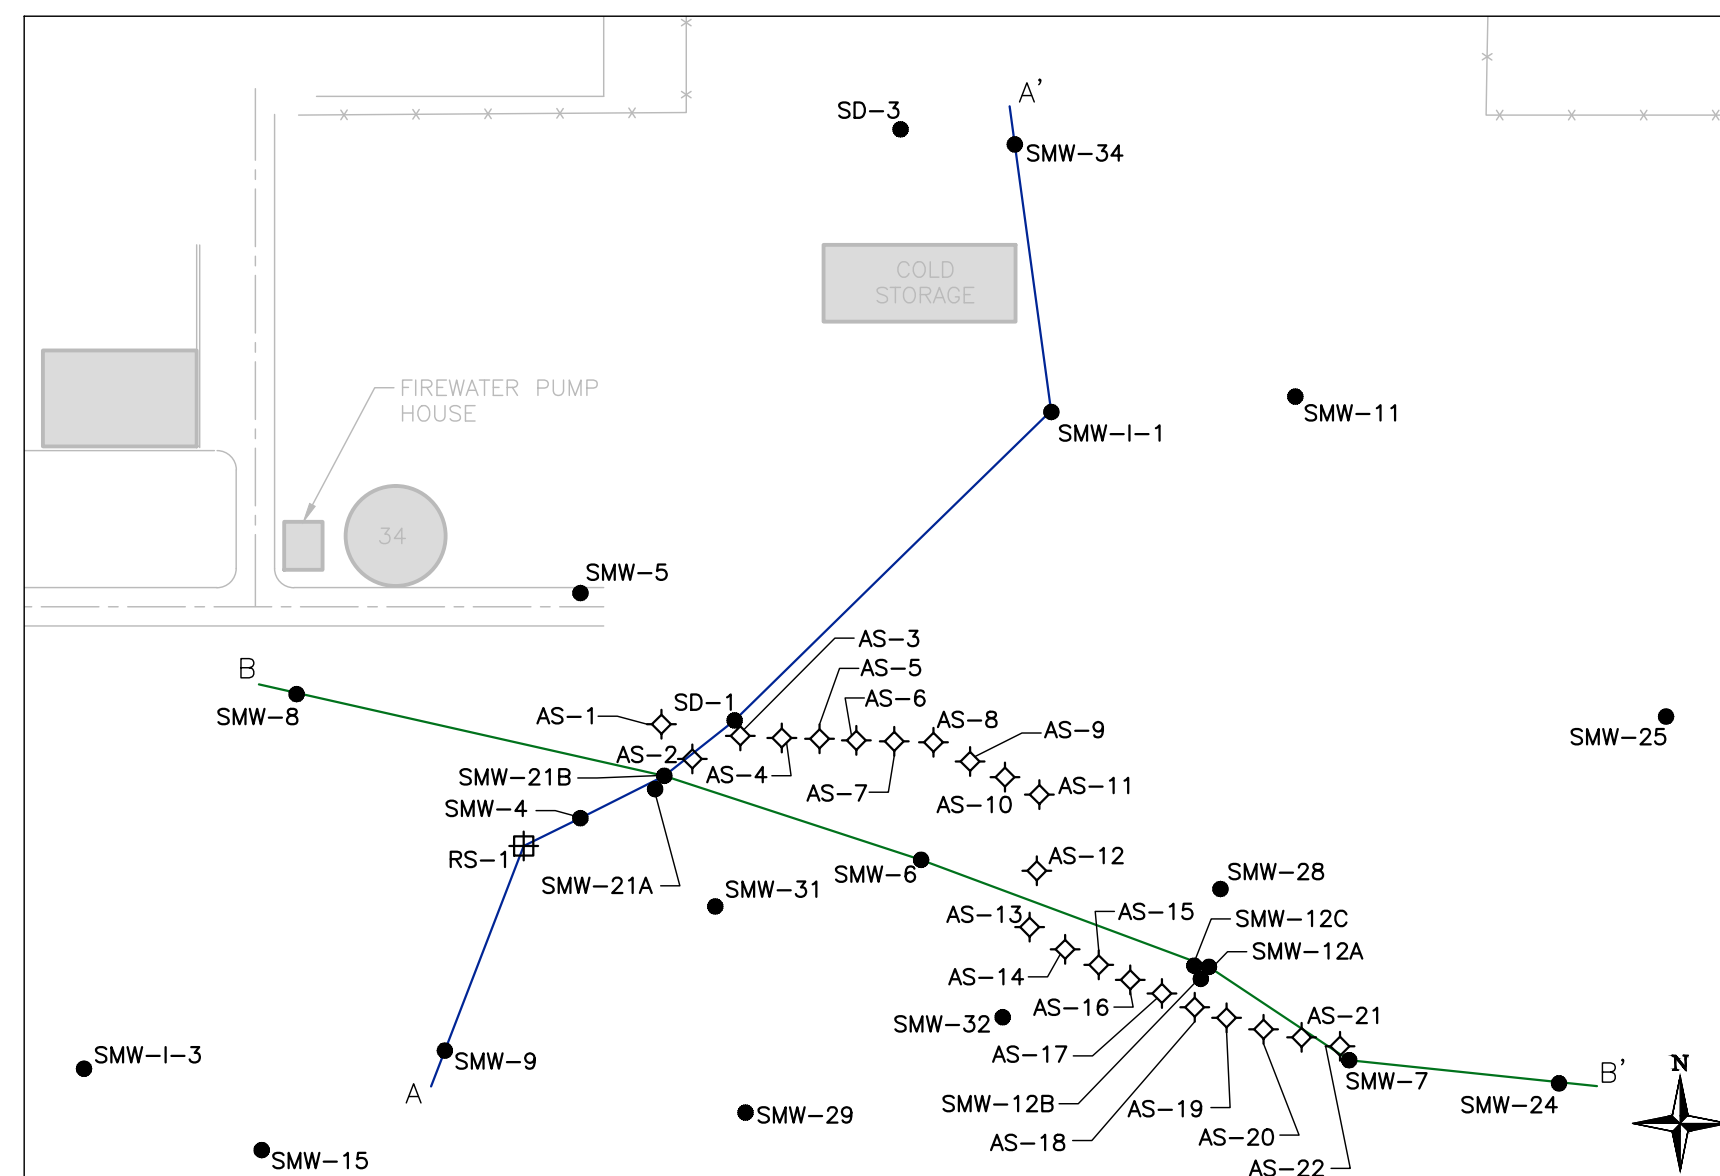 A'
SD-3
SMW-34
COLD
STORAGE
FIREWATER PUMP
HOUSE
SMW-11
SMW-I-1
34
SMW-5
AS-3
B
AS-5
SD-1
AS-6
SMW-8
AS-1
AS-8
AS-9
SMW-25
AS-2
SMW-21B
AS-4
AS-7
AS-10
AS-11
SMW-4
RS-1
AS-12
SMW-6
SMW-28
SMW-21A
SMW-31
AS-13
AS-15
SMW-12C
SMW-12A
AS-14
AS-16
SMW-32
AS-21
AS-17
SMW-I-3
SMW-9
N
B'
SMW-7
A
SMW-12B
AS-19
SMW-24
SMW-29
AS-18
AS-20
SMW-15
AS-22